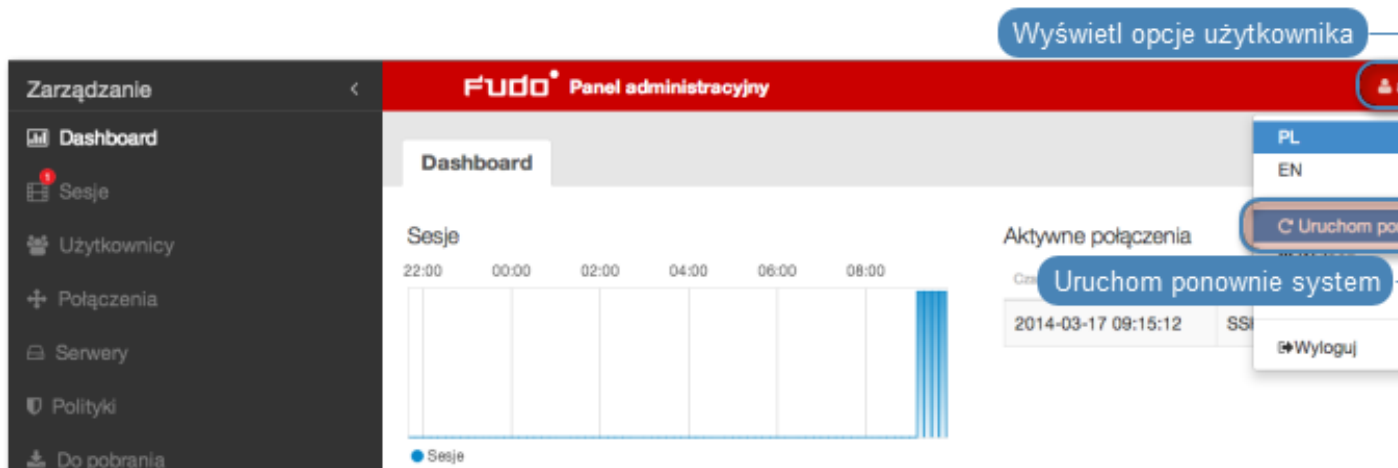 Wyświetl opcje użytkownika
Zarządzanie
FUDO Panel administracyjny
PL
EN
Dashboard
1
Sesje
Użytkownicy
Połączenia
Serwery
Polityki
Do pobrania
Dashboard
Sesje
22:00 00:00 02:00 04:00 06:00 08:00
Sesje
Aktywne połączenia
Uruchom
Uruchom ponownie system
2014-03-17 09:15:12
Wyloguj